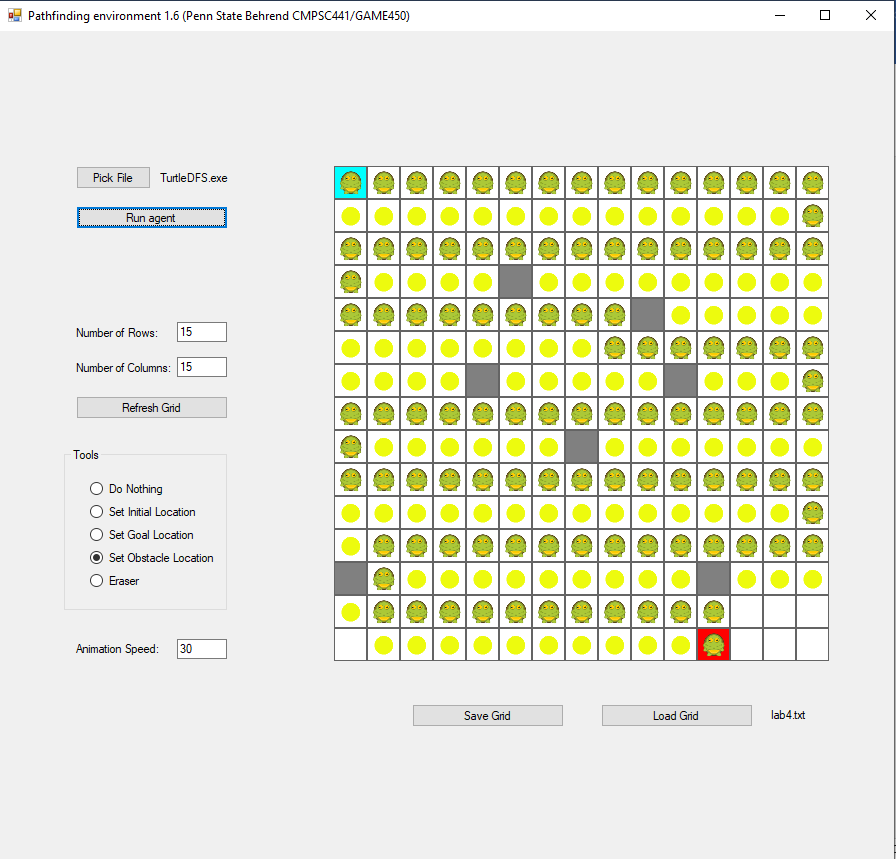 Pathfinding environment 1.6 (Penn State Behrend CMPSC441/GAME450)
Pick File TurtleDFS.exe
Run agent
Number of Rows: 15
Number of Columns: 15
Refresh Grid
Tools
Do Nothing
Set Initial Location
Set Goal Location
Set Obstacle Location
Eraser
Animation Speed: 30
Save Grid Load Grid lab4.txt